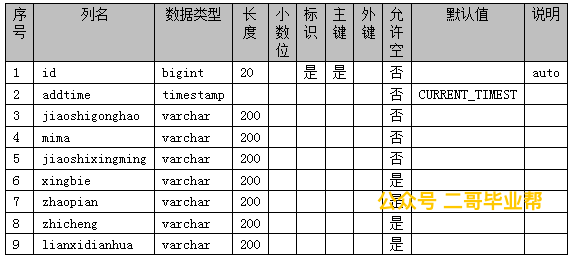 序号 列名 数据类型 长度 小数位 标识 主键 外键 允许空 默认值 说明
1 id bigint 20 是 是 否 auto
2 addtime timestamp 否 CURRENT_TIMEST
3 jiaoshigonghao varchar 200 否
4 mima varchar 200 否
5 jiaoshixingming varchar 200 否
6 xingbie varchar 200 是
7 zhaopian varchar 200 是
公众号 二哥毕业帮
8 zhicheng varchar 200 是
9 lianxidianhua varchar 200 是